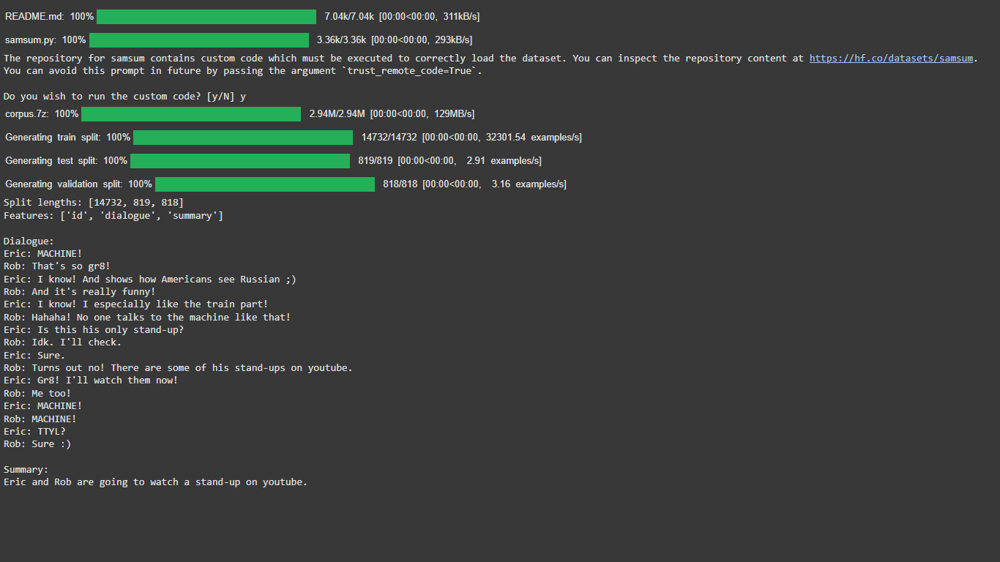 README.md: 100% 7.04k/7.04k [00:00<00:00, 311kB/s]
samsum.py: 100% 3.36k/3.36k [00:00<00:00, 293kB/s]
The repository for samsum contains custom code which must be executed to correctly load the dataset. You can inspect the repository content at https://hf.co/datasets/samsum.
You can avoid this prompt in future by passing the argument `trust_remote_code=True`.
Do you wish to run the custom code? [y/N] y
corpus.7z: 100% 2.94M/2.94M [00:00<00:00, 129MB/s]
Generating train split: 100% 14732/14732 [00:00<00:00, 32301.54 examples/s]
Generating test split: 100% 819/819 [00:00<00:00, 2.91 examples/s]
Generating validation split: 100% 818/818 [00:00<00:00, 3.16 examples/s]
Split lengths: [14732, 819, 818]
Features: ['id', 'dialogue', 'summary']
Dialogue:
Eric: MACHINE!
Rob: That's so gr8!
Eric: I know! And shows how Americans see Russian ;)
Rob: And it's really funny!
Eric: I know! I especially like the train part!
Rob: Hahaha! No one talks to the machine like that!
Eric: Is this his only stand-up?
Rob: Idk. I'll check.
Eric: Sure.
Rob: Turns out no! There are some of his stand-ups on youtube.
Eric: Gr8! I'll watch them now!
Rob: Me too!
Eric: MACHINE!
Rob: MACHINE!
Eric: TTYL?
Rob: Sure :)
Summary:
Eric and Rob are going to watch a stand-up on youtube.